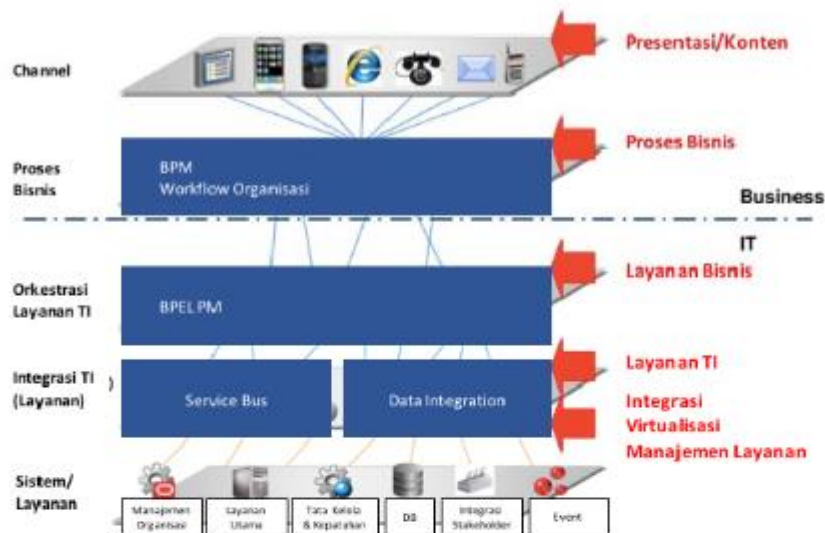 Channel
Presentasi/Konten
Proses
Bisnis
BPM
Workflow Organisasi
Proses Bisnis
Business
IT
Orkestrasi
Layanan TI
BPEL PM
Layanan Bisnis
Integrasi TI
(Layanan)
)
Service Bus
Data Integration
Layanan TI
Integrasi
Virtualisasi
Manajemen Layanan
Sistem/
Layanan
Manajemen
Organisasi
Layanan
Utama
Tata Kelola
& Kepatuhan
DB
Integrasi
Stakeholder
Event